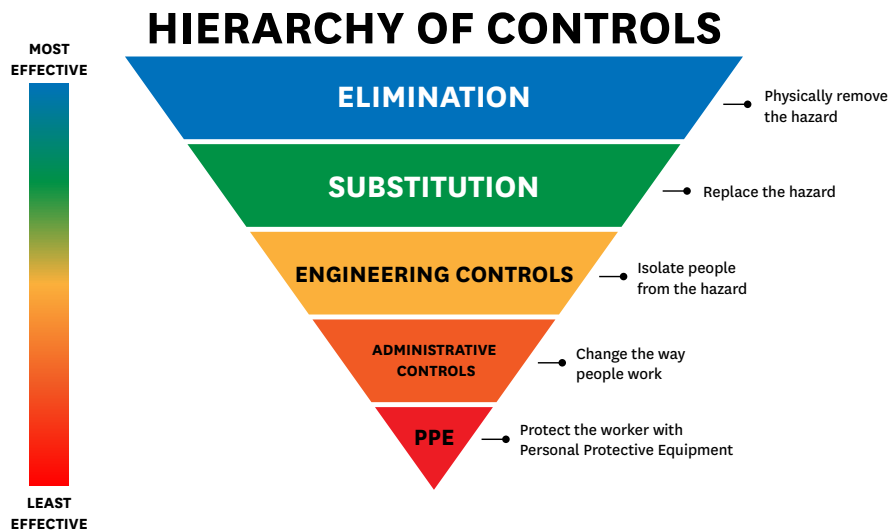 HIERARCHY OF CONTROLS
MOST
EFFECTIVE
ELIMINATION
Physically remove
the hazard
SUBSTITUTION
Replace the hazard
ENGINEERING CONTROLS
Isolate people
from the hazard
ADMINISTRATIVE
CONTROLS
Change the way
people work
PPE
Protect the worker with
Personal Protective Equipment
LEAST
EFFECTIVE